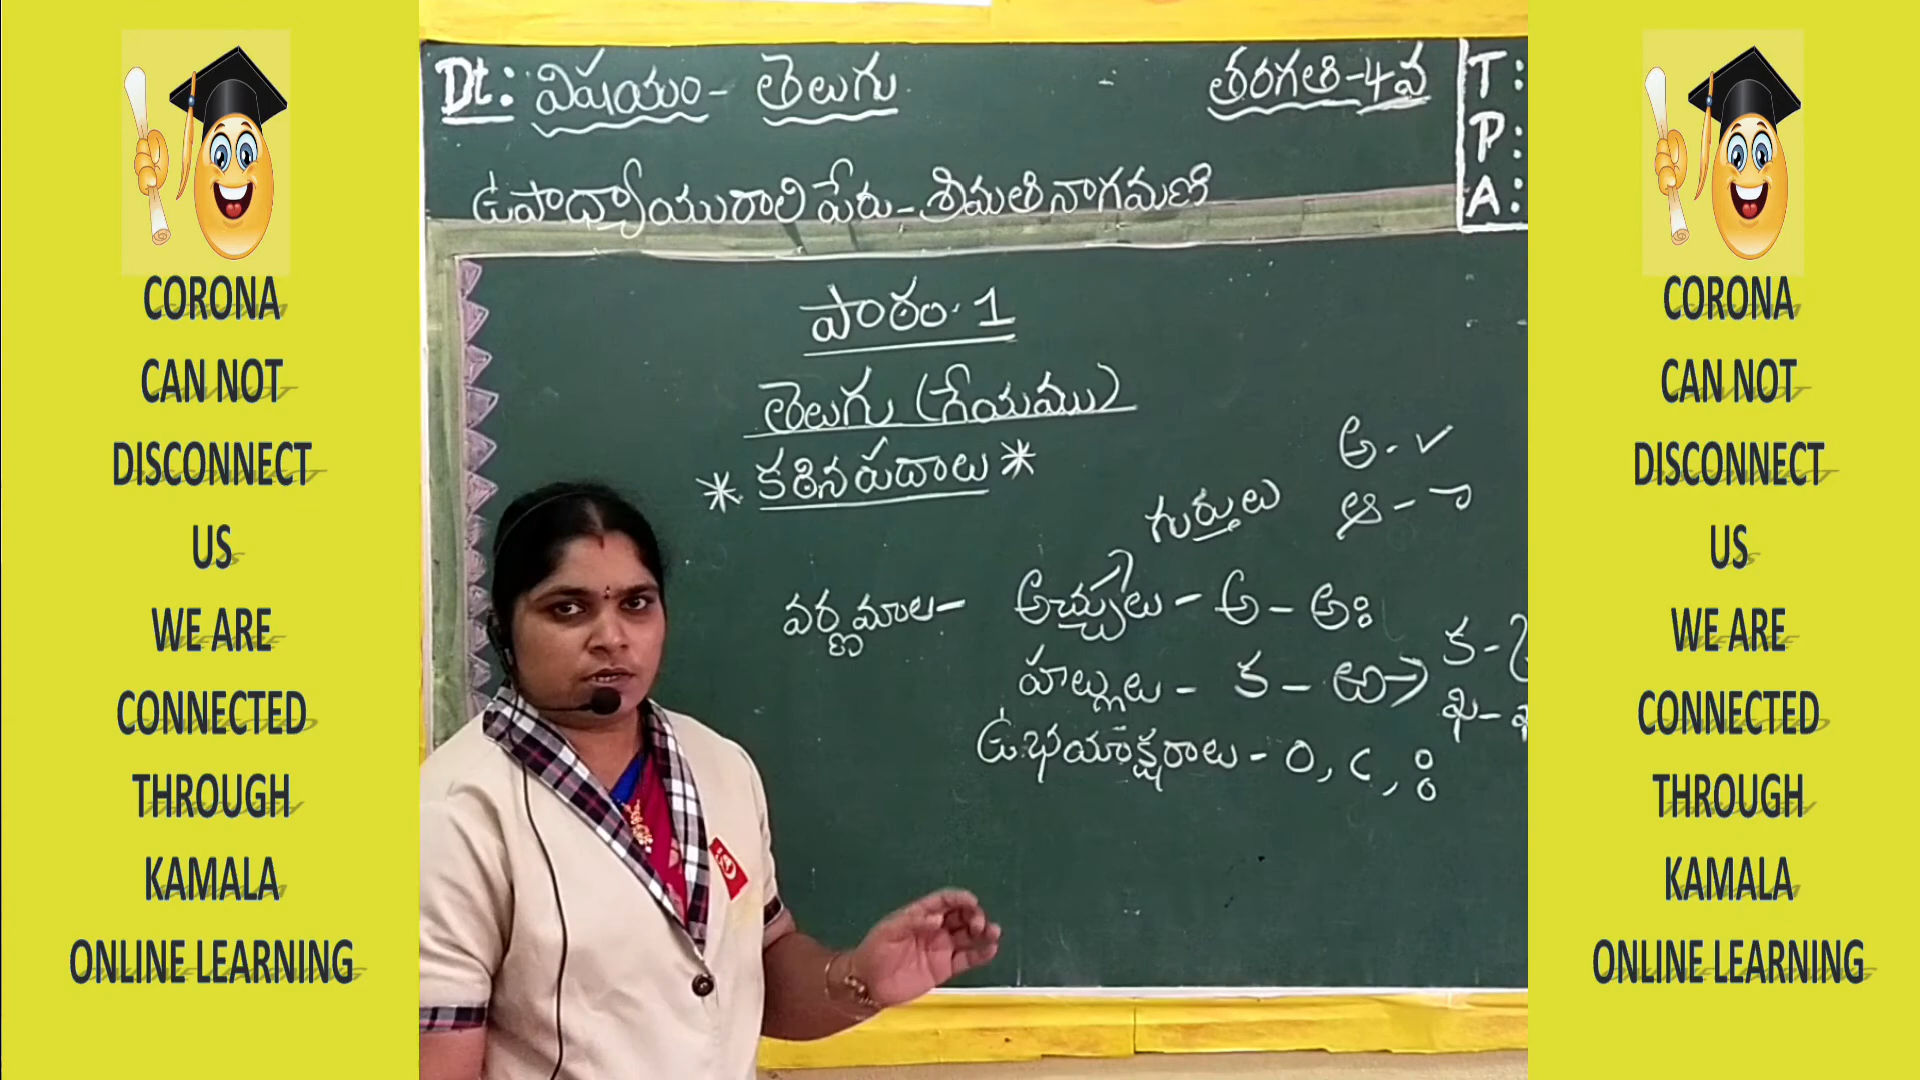 CORONA
CAN NOT
DISCONNECT
US
WE ARE
CONNECTED
THROUGH
KAMALA
ONLINE LEARNING
Dt: విషయం - తెలుగు
తరగతి-4వ
T:
P:
A:
ఉపాధ్యాయురాలి పేరు - శ్రీమతి నాగమణి
పాఠం. 1
తెలుగు (గేయము)
* కఠిన పదాలు *
అ - ✓
గుర్తులు
ఆ - ా
వర్ణమాల - అచ్చులు - అ - అః
హల్లులు - క - ఱ →
క -
ఖ -
ఉభయాక్షరాలు - ం, ఁ, ః
CORONA
CAN NOT
DISCONNECT
US
WE ARE
CONNECTED
THROUGH
KAMALA
ONLINE LEARNING